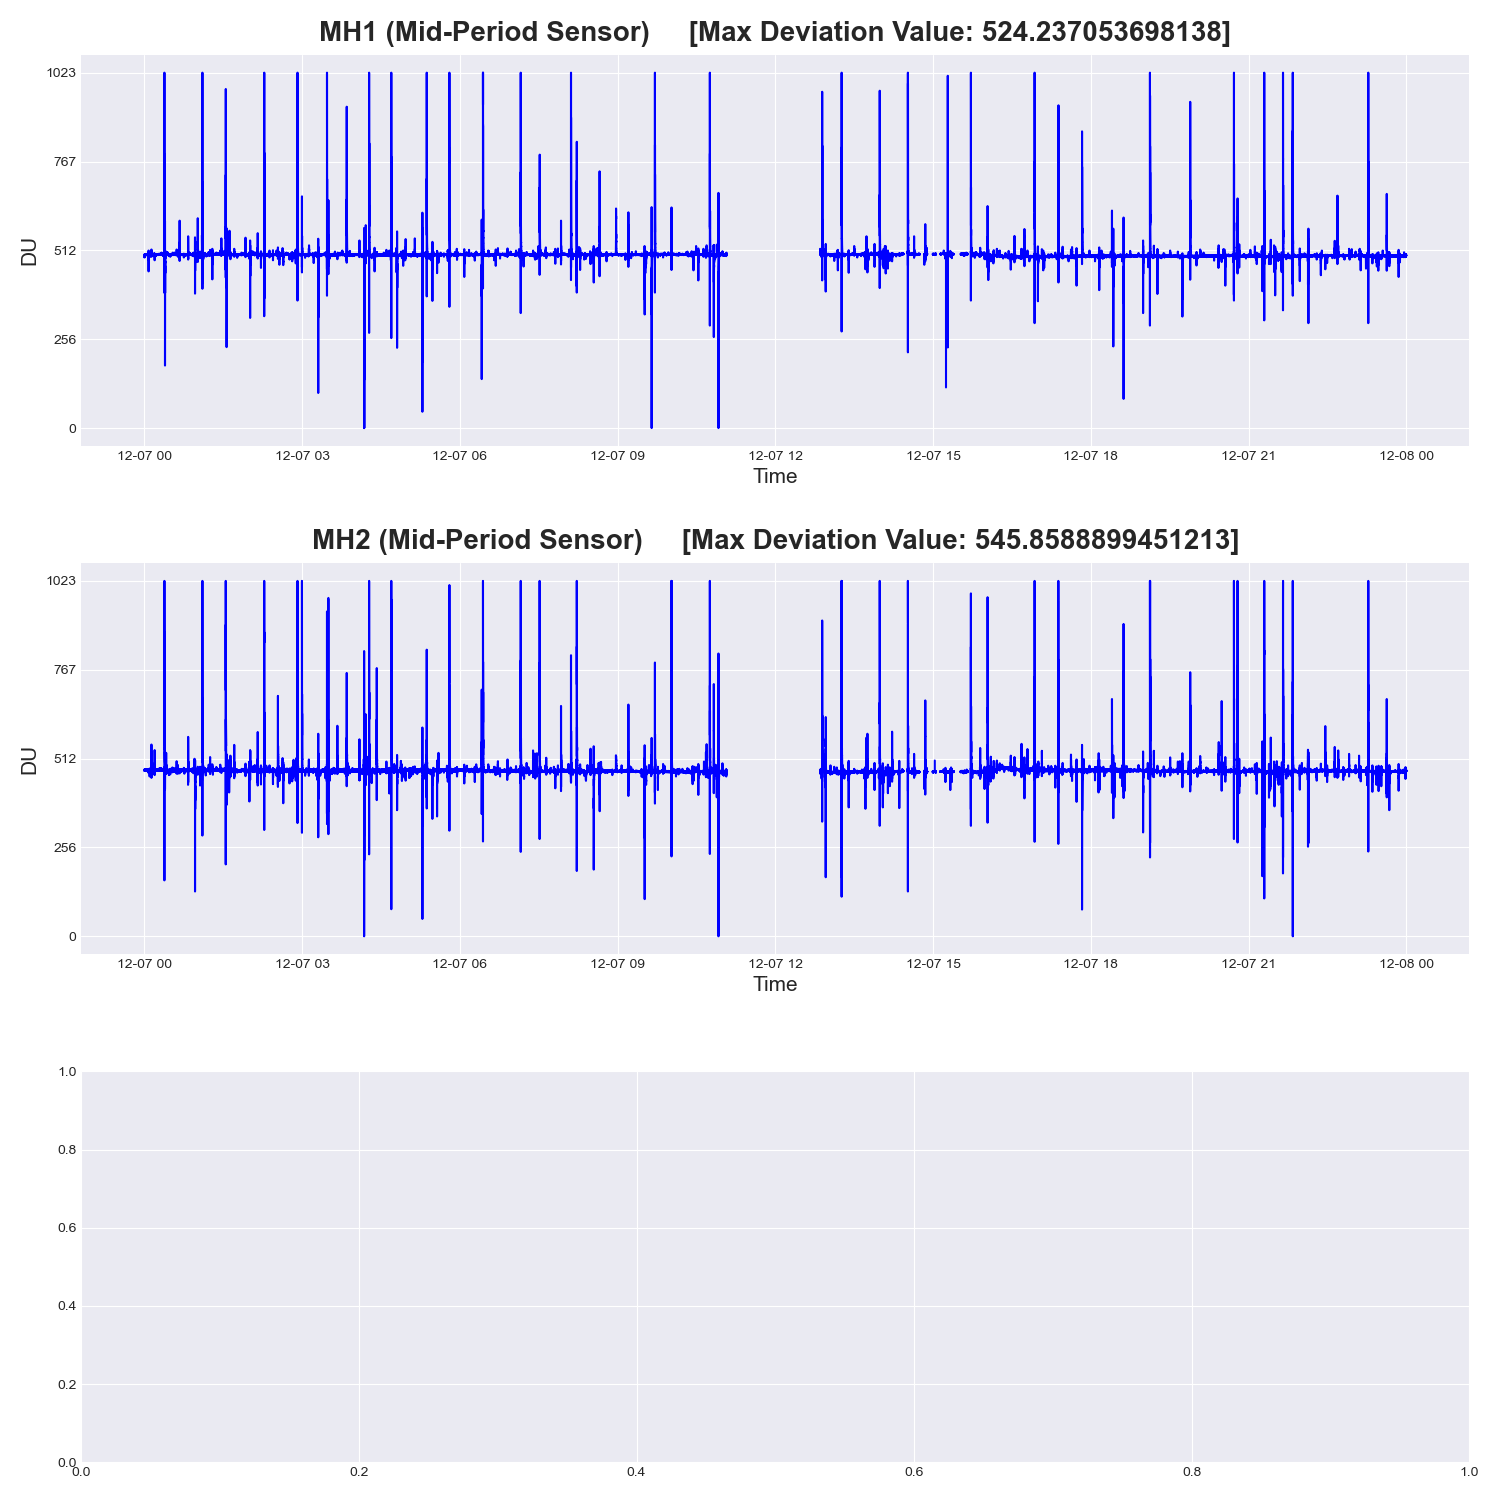 MH1 (Mid-Period Sensor) [Max Deviation Value: 524.237053698138]
1023
767
512
256
0
DU
12-07 00 12-07 03 12-07 06 12-07 09 12-07 12 12-07 15 12-07 18 12-07 21 12-08 00
Time
MH2 (Mid-Period Sensor) [Max Deviation Value: 545.8588899451213]
1023
767
512
256
0
DU
12-07 00 12-07 03 12-07 06 12-07 09 12-07 12 12-07 15 12-07 18 12-07 21 12-08 00
Time
1.0
0.8
0.6
0.4
0.2
0.0
0.0 0.2 0.4 0.6 0.8 1.0